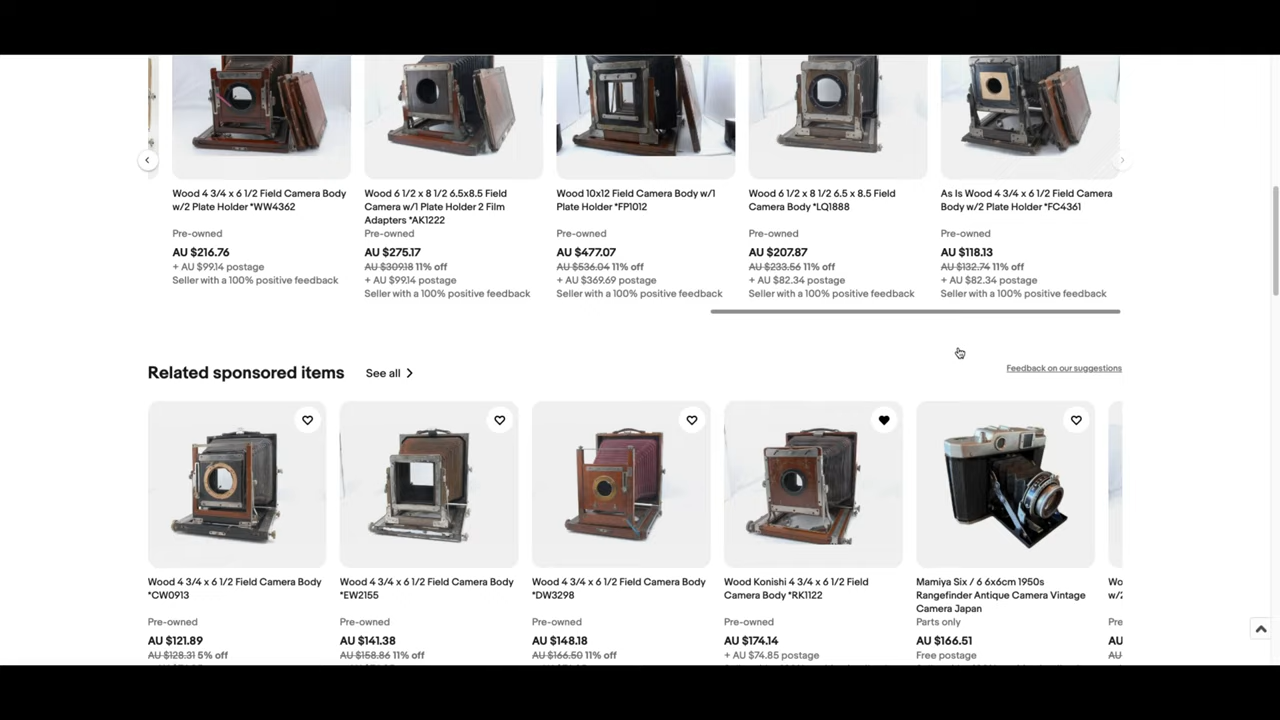 Wood 4 3/4 x 6 1/2 Field Camera Body
w/2 Plate Holder *WW4362
Pre-owned
AU $216.76
+ AU $99.14 postage
Seller with a 100% positive feedback
Wood 6 1/2 x 8 1/2 6.5x8.5 Field
Camera w/1 Plate Holder 2 Film
Adapters *AK1222
Pre-owned
AU $275.17
AU $309.18 11% off
+ AU $99.14 postage
Seller with a 100% positive feedback
Wood 10x12 Field Camera Body w/1
Plate Holder *FP1012
Pre-owned
AU $477.07
AU $536.04 11% off
+ AU $369.69 postage
Seller with a 100% positive feedback
Wood 6 1/2 x 8 1/2 6.5 x 8.5 Field
Camera Body *LQ1888
Pre-owned
AU $207.87
AU $233.56 11% off
+ AU $82.34 postage
Seller with a 100% positive feedback
As Is Wood 4 3/4 x 6 1/2 Field Camera
Body w/2 Plate Holder *FC4361
Pre-owned
AU $118.13
AU $132.74 11% off
+ AU $82.34 postage
Seller with a 100% positive feedback
Related sponsored items See all
Feedback on our suggestions
Wood 4 3/4 x 6 1/2 Field Camera Body
*CW0913
Pre-owned
AU $121.89
AU $128.31 5% off
Wood 4 3/4 x 6 1/2 Field Camera Body
*EW2155
Pre-owned
AU $141.38
AU $158.86 11% off
Wood 4 3/4 x 6 1/2 Field Camera Body
*DW3298
Pre-owned
AU $148.18
AU $166.50 11% off
Wood Konishi 4 3/4 x 6 1/2 Field
Camera Body *RK1122
Pre-owned
AU $174.14
+ AU $74.85 postage
Mamiya Six / 6 6x6cm 1950s
Rangefinder Antique Camera Vintage
Camera Japan
Parts only
AU $166.51
Free postage
Wo
w/2
Pre
AU
AU